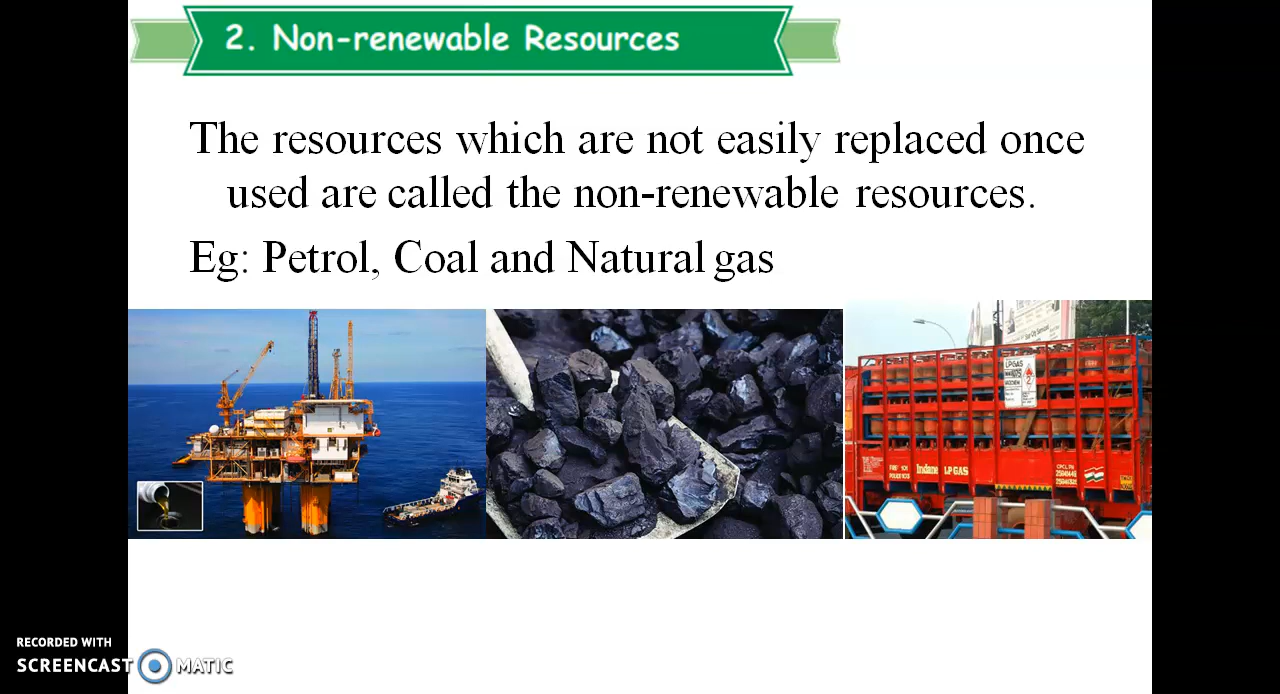 2. Non-renewable Resources
The resources which are not easily replaced once
used are called the non-renewable resources.
Eg: Petrol, Coal and Natural gas
LPGAS
Indane LP GAS
RECORDED WITH
SCREENCAST MATIC